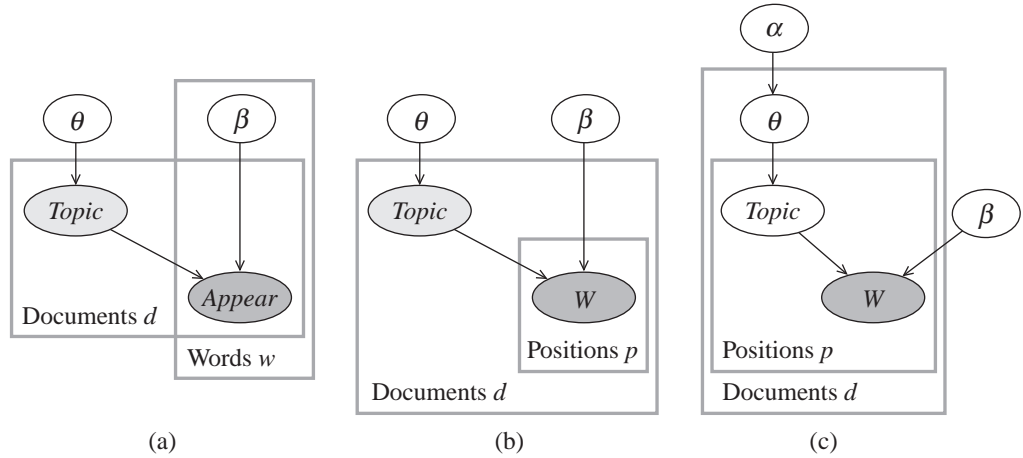 θ
β
Topic
Appear
Documents d
Words w
(a)
θ
β
Topic
W
Positions p
Documents d
(b)
α
θ
Topic
β
W
Positions p
Documents d
(c)